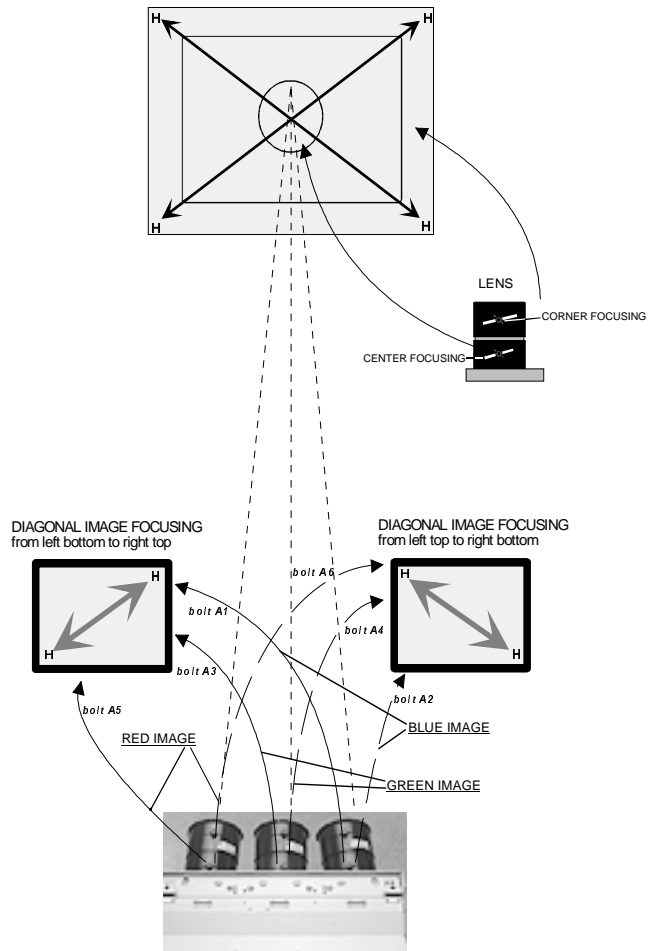 H
H
H
H
LENS
CORNER FOCUSING
CENTER FOCUSING
DIAGONAL IMAGE FOCUSING
from left bottom to right top
DIAGONAL IMAGE FOCUSING
from left top to right bottom
H
H
H
H
bolt A6
bolt A1
bolt A4
bolt A3
bolt A2
bolt A5
BLUE IMAGE
RED IMAGE
GREEN IMAGE